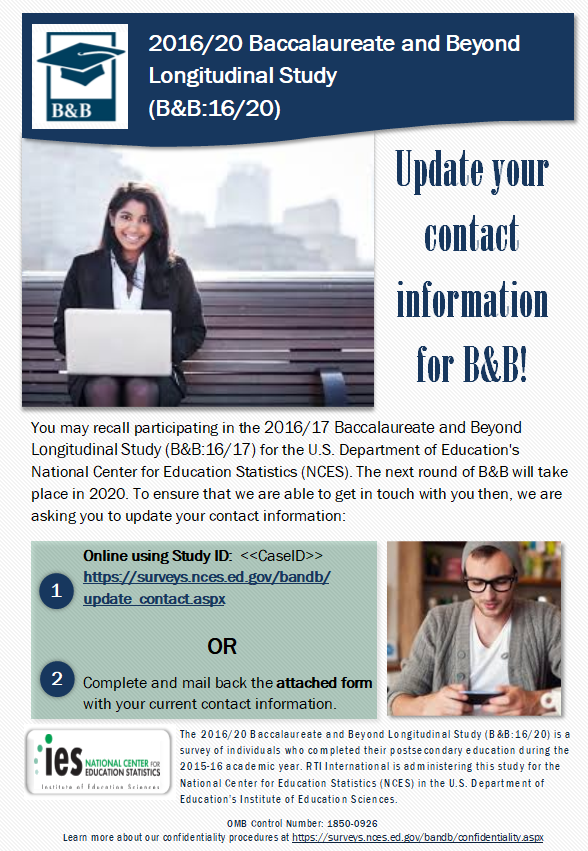 2016/20 Baccalaureate and Beyond
Longitudinal Study
(B&B:16/20)
B&B
Update your
contact
information
for B&B!
You may recall participating in the 2016/17 Baccalaureate and Beyond
Longitudinal Study (B&B:16/17) for the U.S. Department of Education's
National Center for Education Statistics (NCES). The next round of B&B will take
place in 2020. To ensure that we are able to get in touch with you then, we are
asking you to update your contact information:
1
Online using Study ID: <<CaseID>>
https://surveys.nces.ed.gov/bandb/
update_contact.aspx
OR
2
Complete and mail back the attached form
with your current contact information.
ies NATIONAL CENTER FOR
EDUCATION STATISTICS
Institute of Education Sciences
The 2016/20 Baccalaureate and Beyond Longitudinal Study (B&B:16/20) is a
survey of individuals who completed their postsecondary education during the
2015-16 academic year. RTI International is administering this study for the
National Center for Education Statistics (NCES) in the U.S. Department of
Education's Institute of Education Sciences.
OMB Control Number: 1850-0926
Learn more about our confidentiality procedures at https://surveys.nces.ed.gov/bandb/confidentiality.aspx